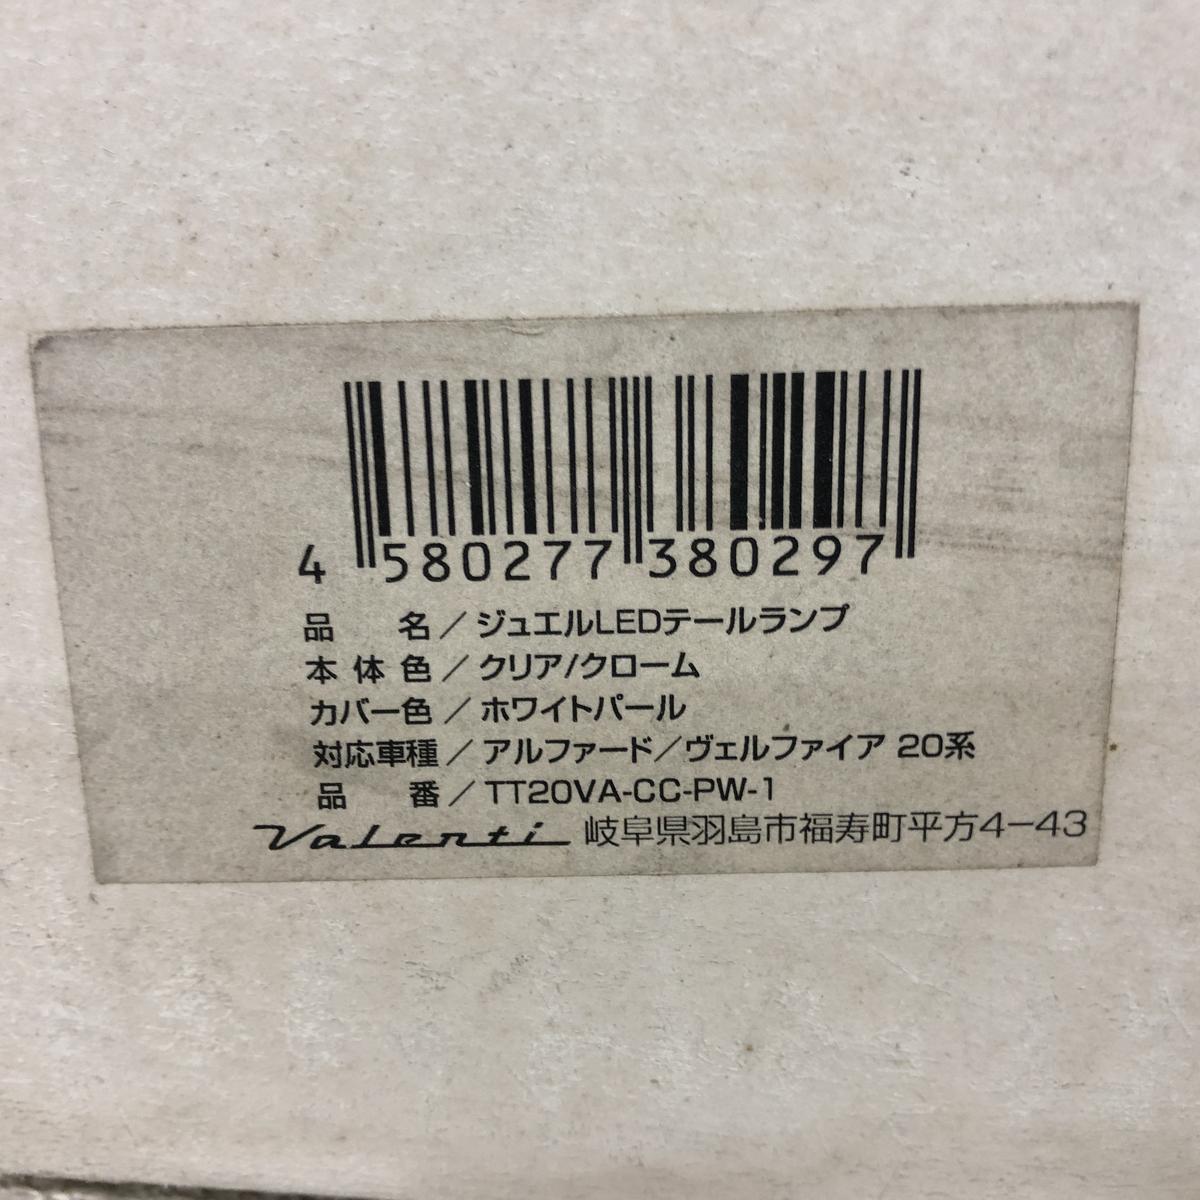 4 580277 380297
品名／ジュエルLEDテールランプ
本体色／クリア/クローム
カバー色／ホワイトパール
対応車種／アルファード／ヴェルファイア 20系
品番／TT20VA-CC-PW-1
Valenti 岐阜県羽島市福寿町平方4-43